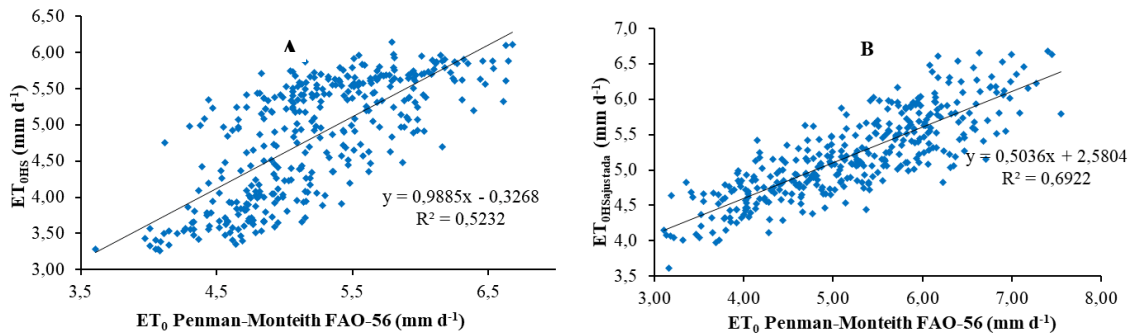 6,50
6,00
5,50
5,00
4,50
4,00
3,50
3,00
ET0HS (mm d-1)
A
y = 0,9885x - 0,3268
R² = 0,5232
3,5 4,5 5,5 6,5
ET0 Penman-Monteith FAO-56 (mm d-1)
7,0
6,5
6,0
5,5
5,0
4,5
4,0
3,5
ET0HSajustada (mm d-1)
B
y = 0,5036x + 2,5804
R² = 0,6922
3,00 4,00 5,00 6,00 7,00 8,00
ET0 Penman-Monteith FAO-56 (mm d-1)